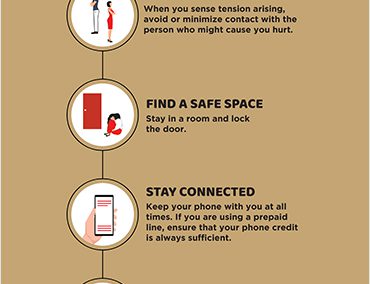 When you sense tension arising,
avoid or minimize contact with the
person who might cause you hurt.
FIND A SAFE SPACE
Stay in a room and lock
the door.
STAY CONNECTED
Keep your phone with you at all
times. If you are using a prepaid
line, ensure that your phone credit
is always sufficient.